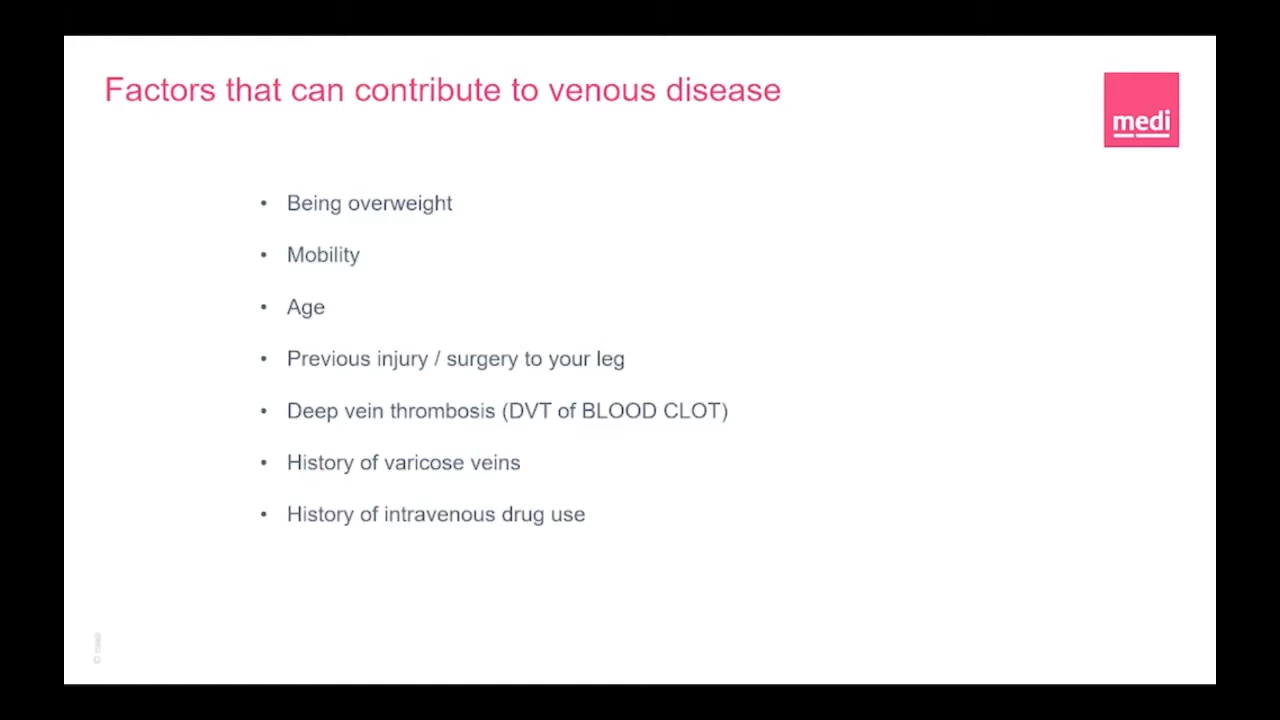 Factors that can contribute to venous disease
medi
• Being overweight
• Mobility
• Age
• Previous injury / surgery to your leg
• Deep vein thrombosis (DVT of BLOOD CLOT)
• History of varicose veins
• History of intravenous drug use